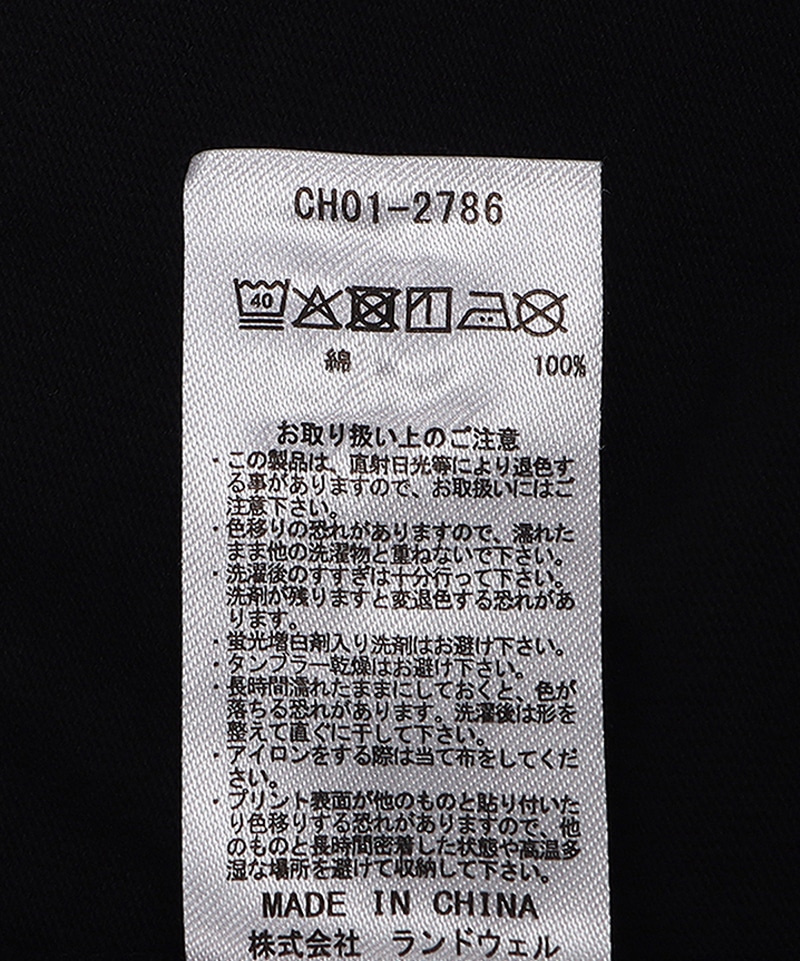 CH01-2786
40
綿 100%
お取り扱い上のご注意
・この製品は、直射日光等により退色す
る事がありますので、お取扱いにはご
注意下さい。
・色移りの恐れがありますので、濡れた
まま他の洗濯物と重ねないで下さい。
・洗濯後のすすぎは十分行って下さい。
洗剤が残りますと変退色する恐れがあ
ります。
・蛍光増白剤入り洗剤はお避け下さい。
・タンブラー乾燥はお避け下さい。
・長時間濡れたままにしておくと、色が
落ちる恐れがあります。洗濯後は形を
整えて直ぐに干して下さい。
・アイロンをする際は当て布をしてくだ
さい。
・プリント表面が他のものと貼り付いた
り色移りする恐れがありますので、他
のものと長時間密着した状態や高温多
湿な場所を避けて収納して下さい。
MADE IN CHINA
株式会社 ランドウェル